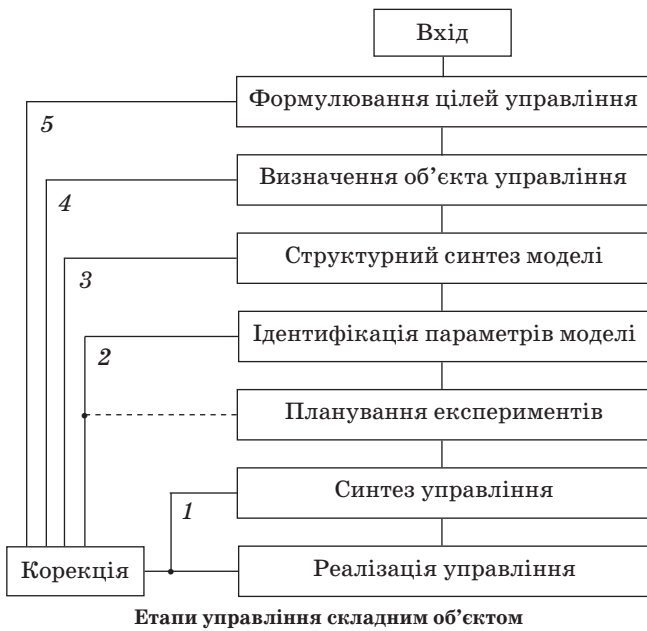 Вхід
Формулювання цілей управління
5
Визначення об’єкта управління
4
Структурний синтез моделі
3
Ідентифікація параметрів моделі
2
Планування експериментів
Синтез управління
1
Корекція
Реалізація управління
Етапи управління складним об’єктом